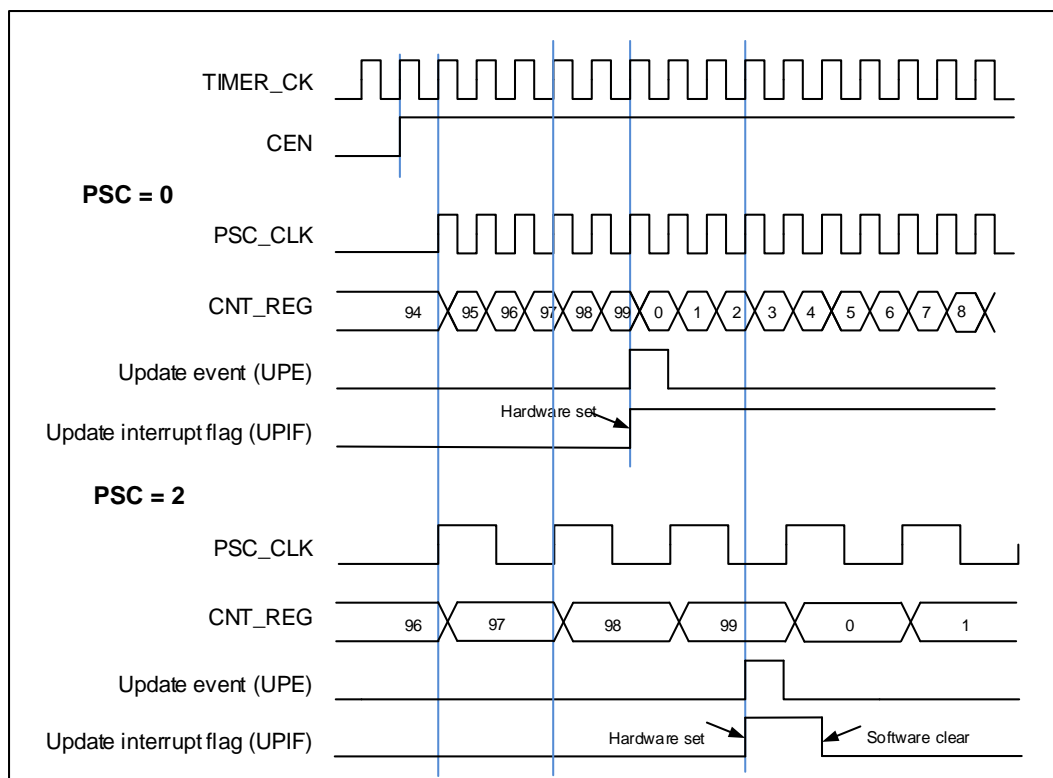 TIMER_CK
CEN
PSC = 0
PSC_CLK
CNT_REG 94 95 96 97 98 99 0 1 2 3 4 5 6 7 8
Update event (UPE)
Hardware set
Update interrupt flag (UPIF)
PSC = 2
PSC_CLK
CNT_REG 96 97 98 99 0 1
Update event (UPE)
Update interrupt flag (UPIF) Hardware set Software clear